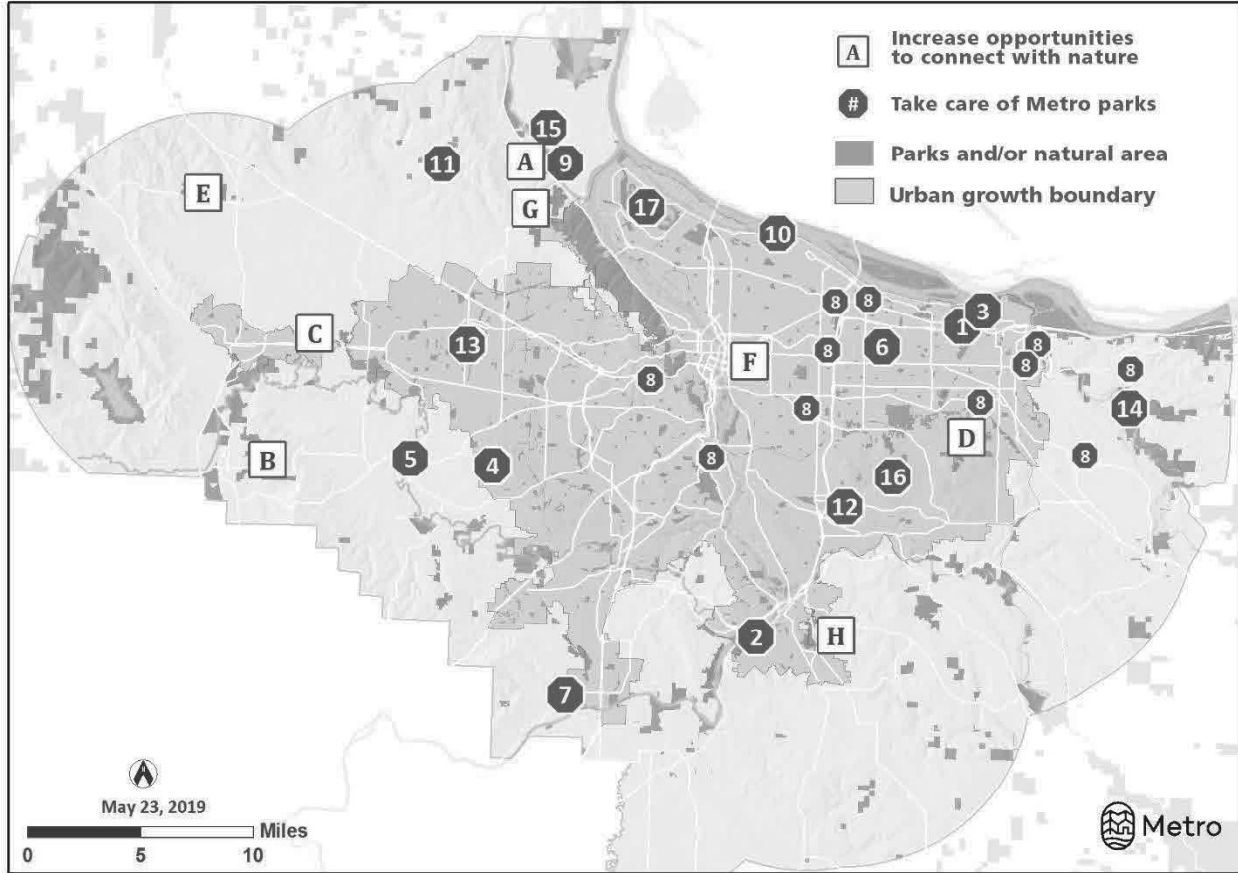 A Increase opportunities
to connect with nature
# Take care of Metro parks
Parks and/or natural area
Urban growth boundary
15
A
9
11
E
G
17
10
8
8
3
1
C
13
F
8
6
8
8
8
8
8
8
14
D
B
5
4
8
8
16
12
2
H
7
May 23, 2019
Miles
0 5 10
Metro